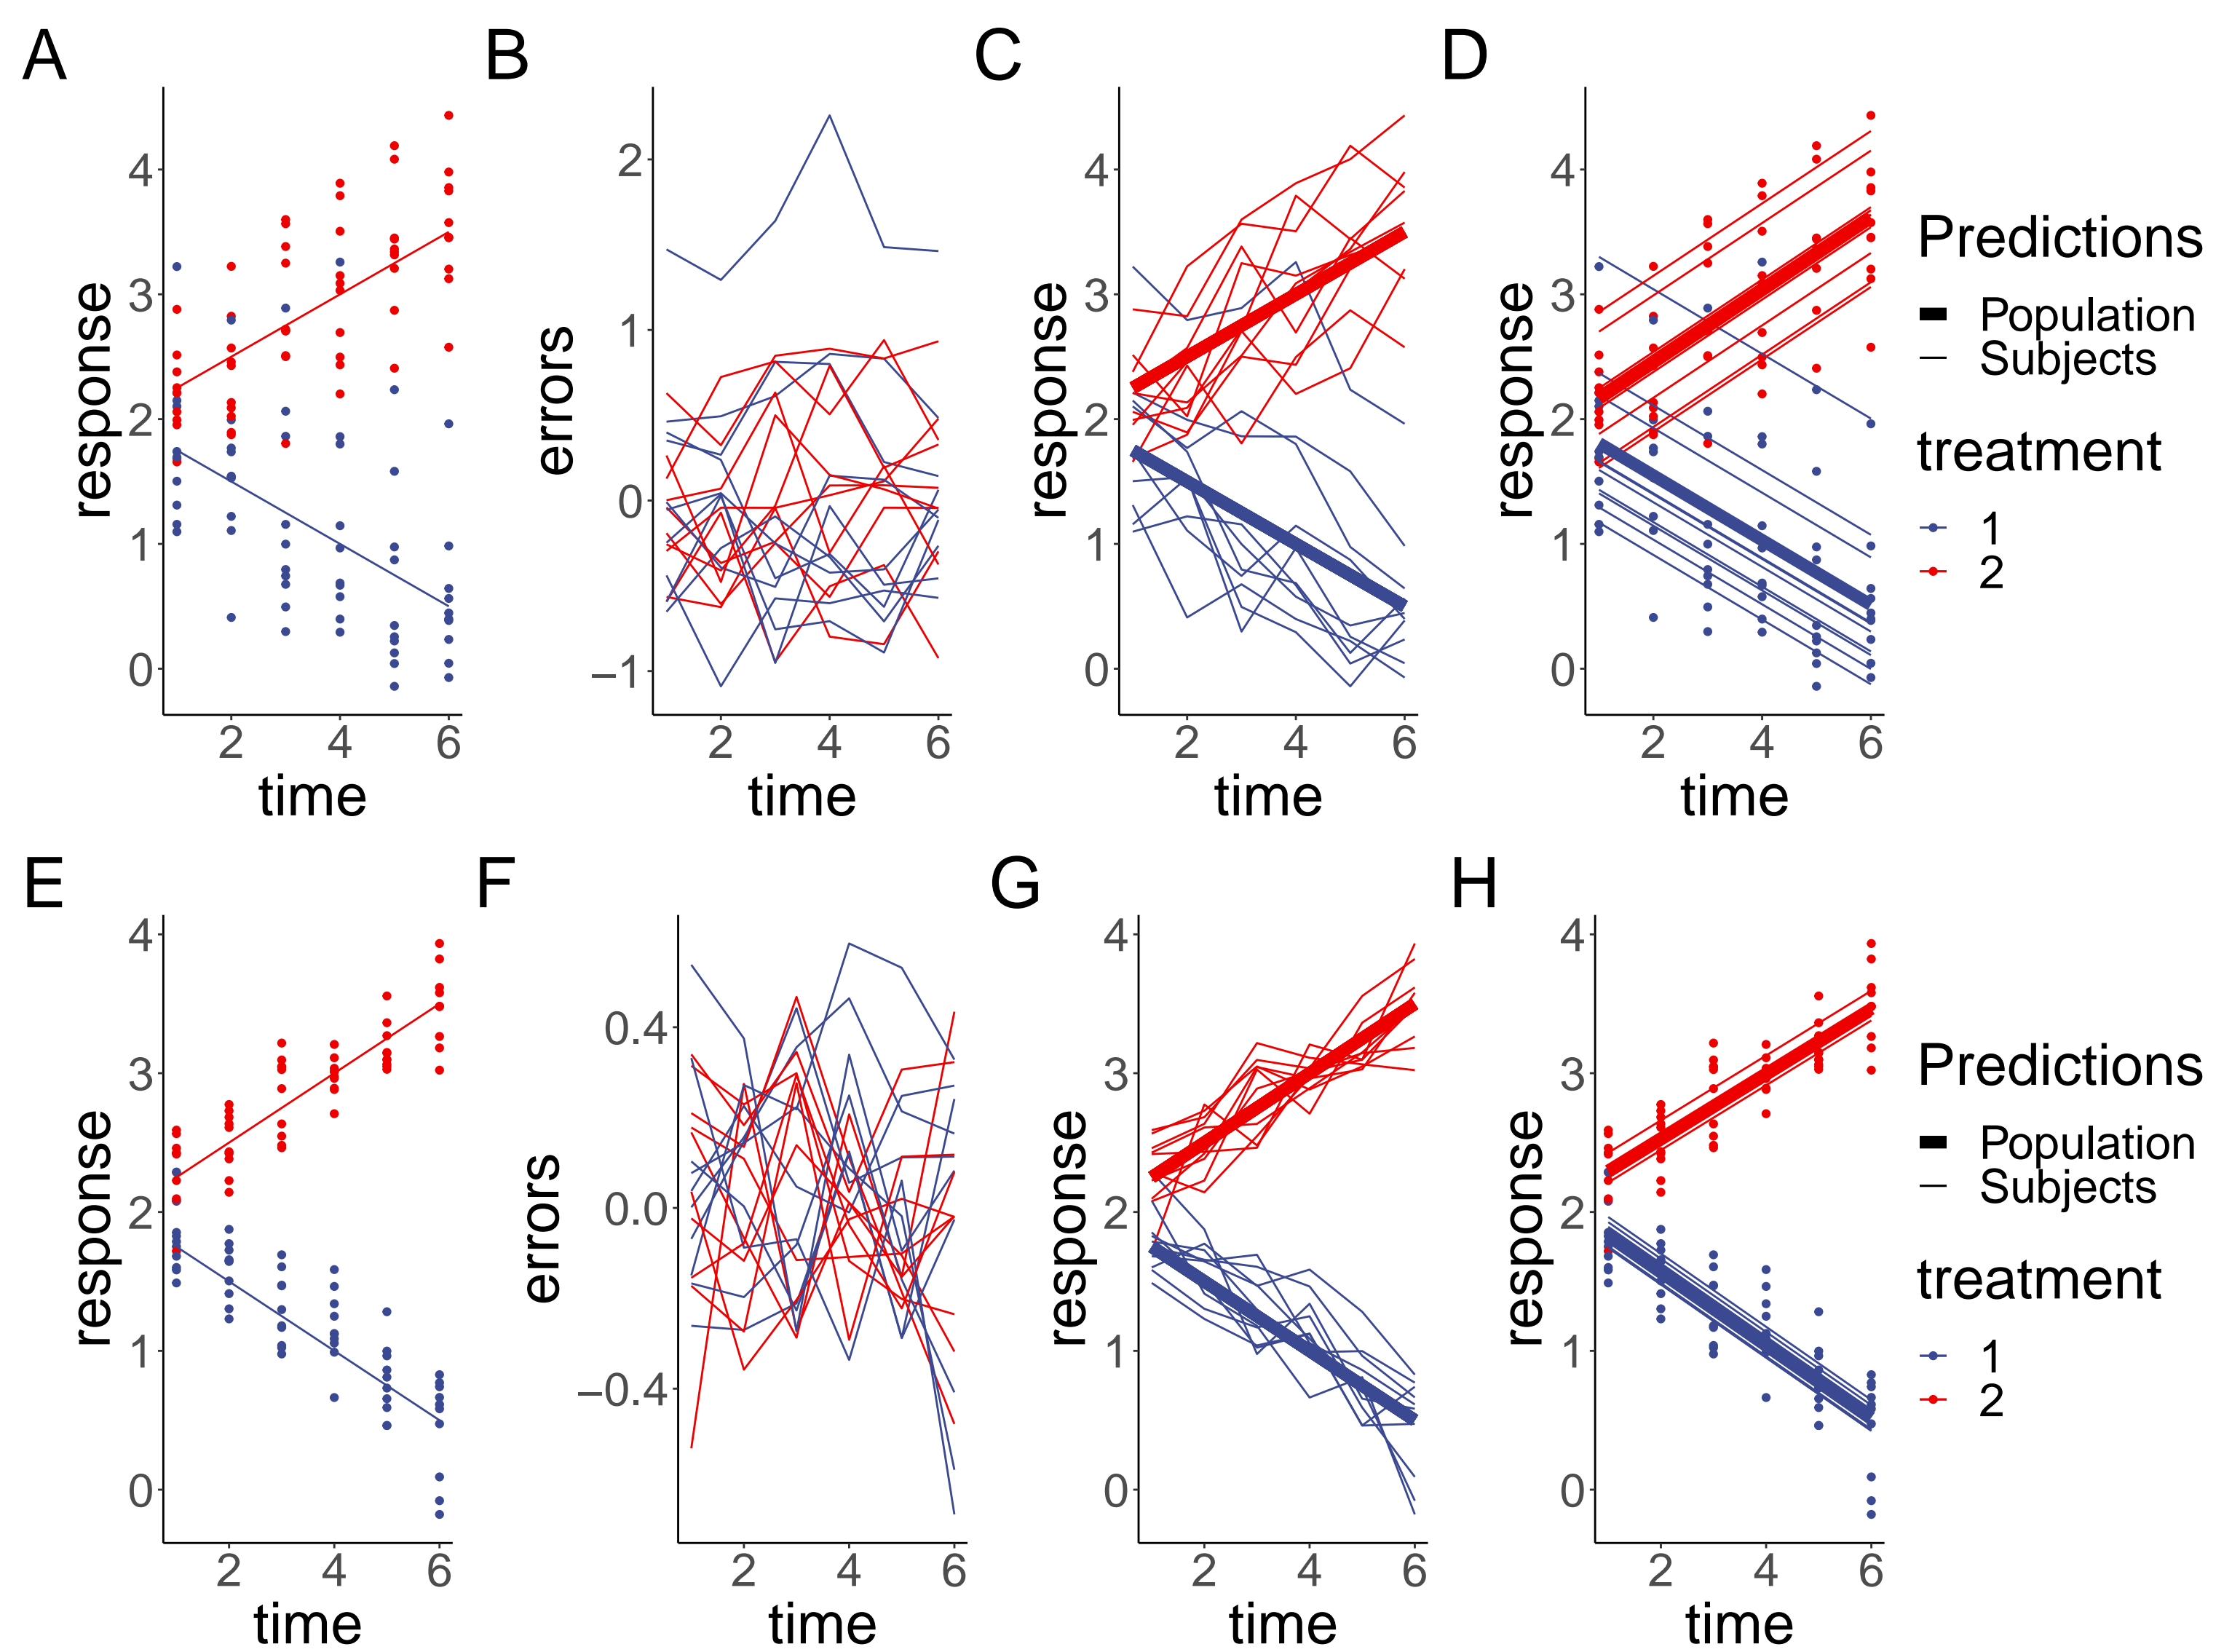 A
B
C
D
response
4
3
2
1
0
2
4
6
time
errors
2
1
0
−1
2
4
6
time
response
4
3
2
1
0
2
4
6
time
response
4
3
2
1
0
2
4
6
time
Predictions
Population
Subjects
treatment
1
2
E
F
G
H
response
4
3
2
1
0
2
4
6
time
errors
0.4
0.0
−0.4
2
4
6
time
response
4
3
2
1
0
2
4
6
time
response
4
3
2
1
0
2
4
6
time
Predictions
Population
Subjects
treatment
1
2